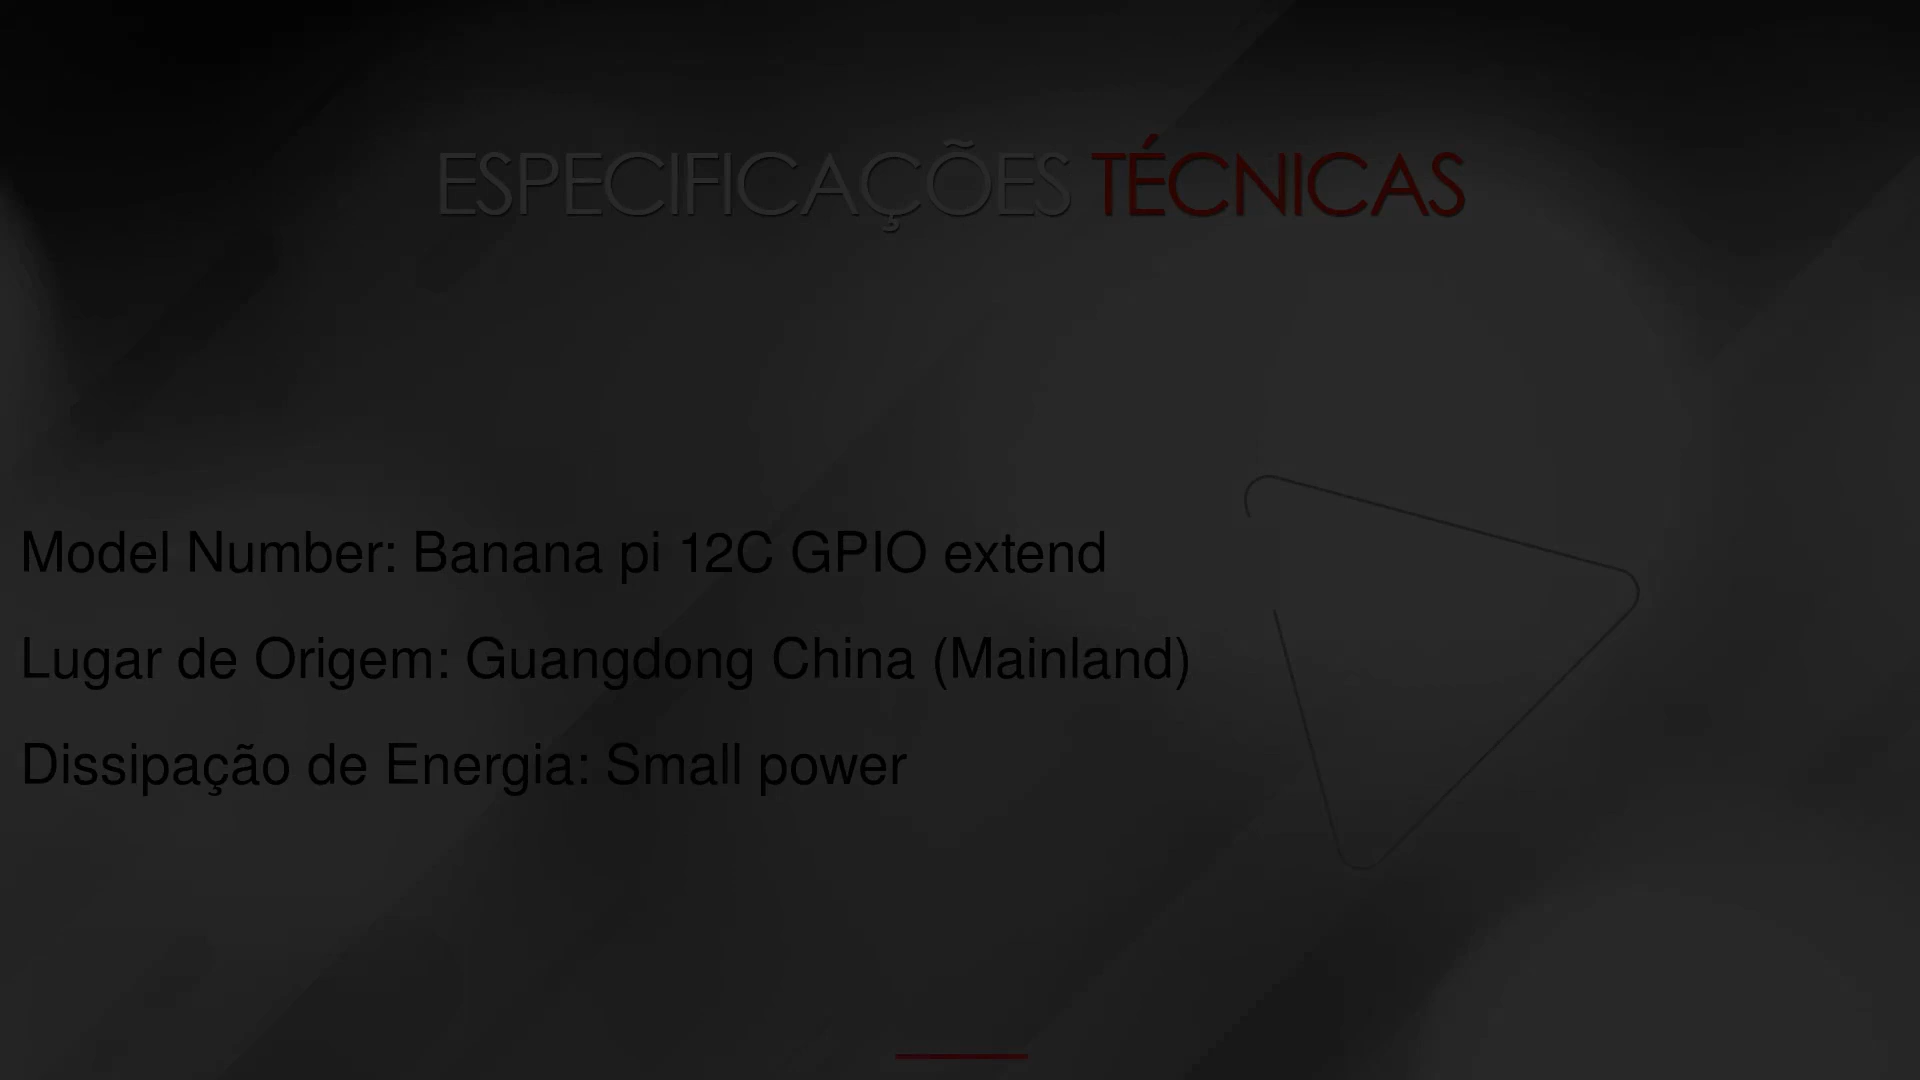 ESPECIFICAÇÕES TÉCNICAS
Model Number: Banana pi 12C GPIO extend
Lugar de Origem: Guangdong China (Mainland)
Dissipação de Energia: Small power